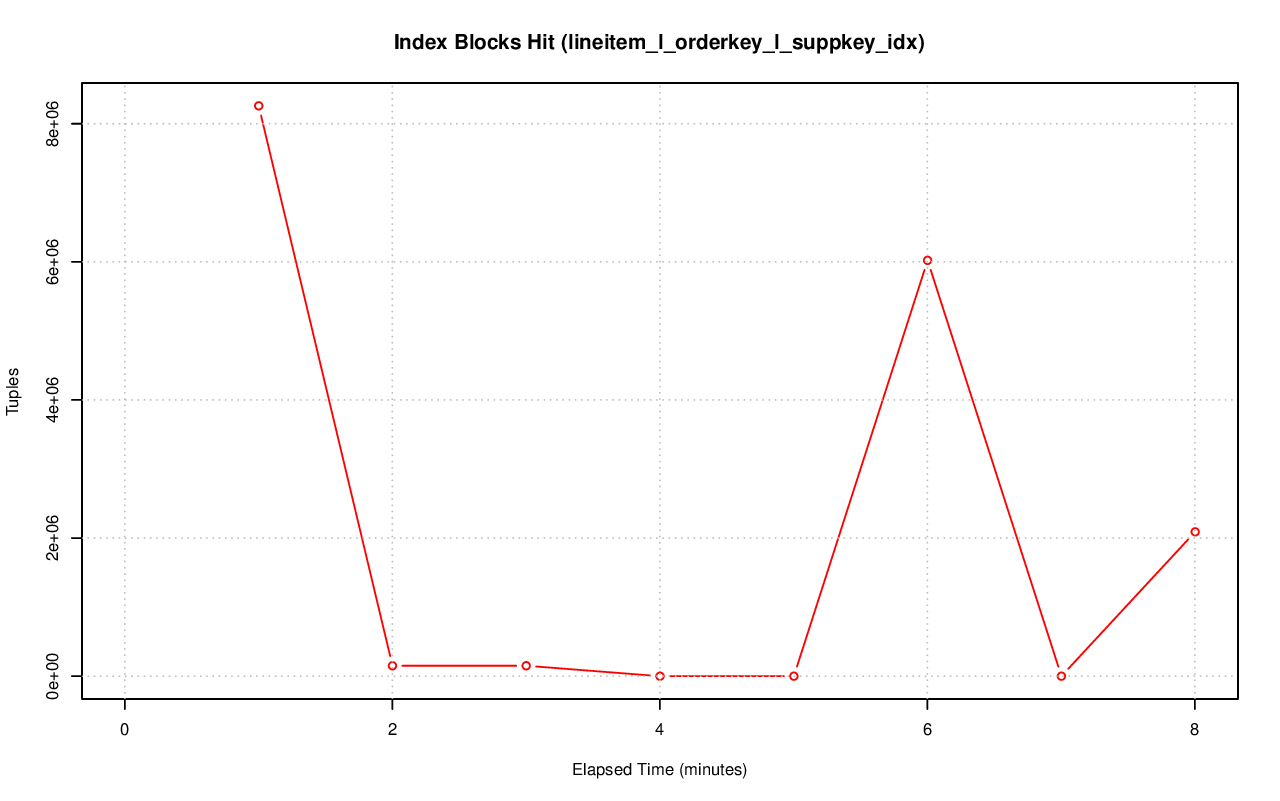 Index Blocks Hit (lineitem_l_orderkey_l_suppkey_idx)
8e+06
6e+06
4e+06
2e+06
0e+00
Tuples
0 2 4 6 8
Elapsed Time (minutes)